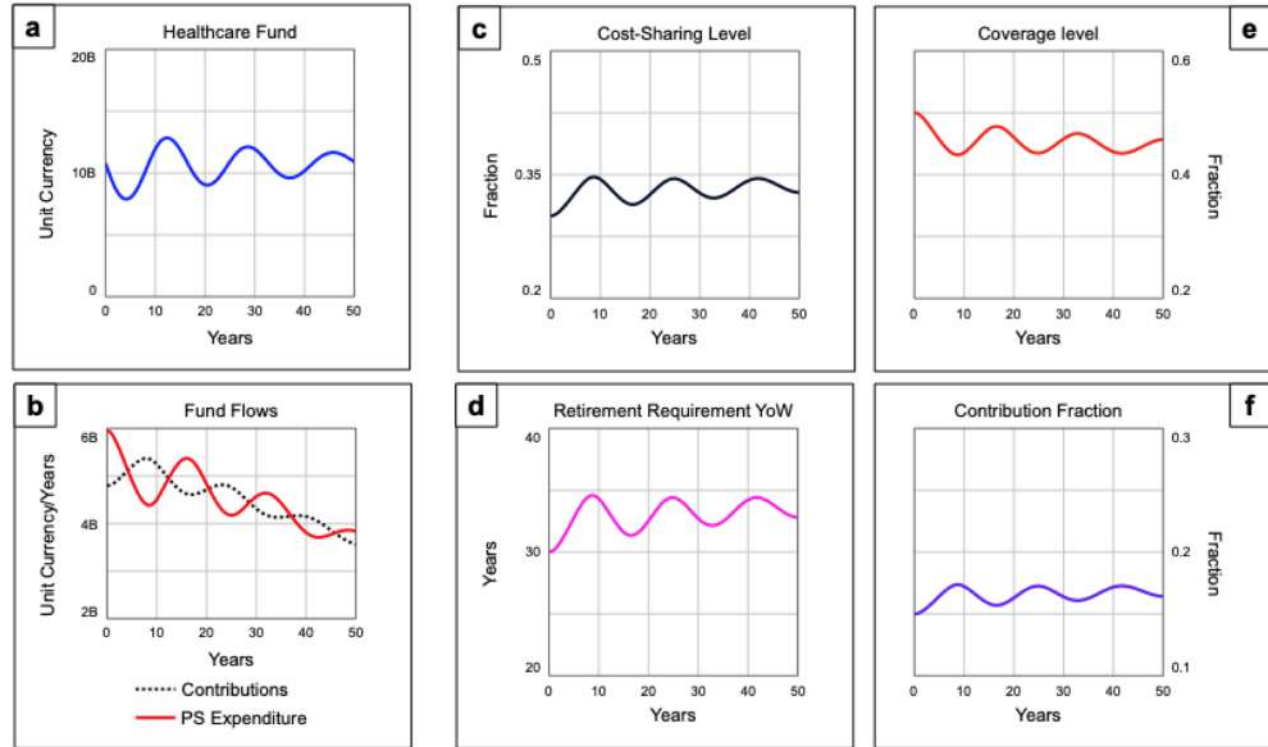 a
Healthcare Fund
20B
10B
0
Unit Currency
0 10 20 30 40 50
Years
c
Cost-Sharing Level
0.5
0.35
0.2
Fraction
0 10 20 30 40 50
Years
e
Coverage level
0.6
0.4
0.2
Fraction
0 10 20 30 40 50
Years
b
Fund Flows
6B
4B
2B
Unit Currency/Years
0 10 20 30 40 50
Years
Contributions
PS Expenditure
d
Retirement Requirement YoW
40
30
20
Years
0 10 20 30 40 50
Years
f
Contribution Fraction
0.3
0.2
0.1
Fraction
0 10 20 30 40 50
Years